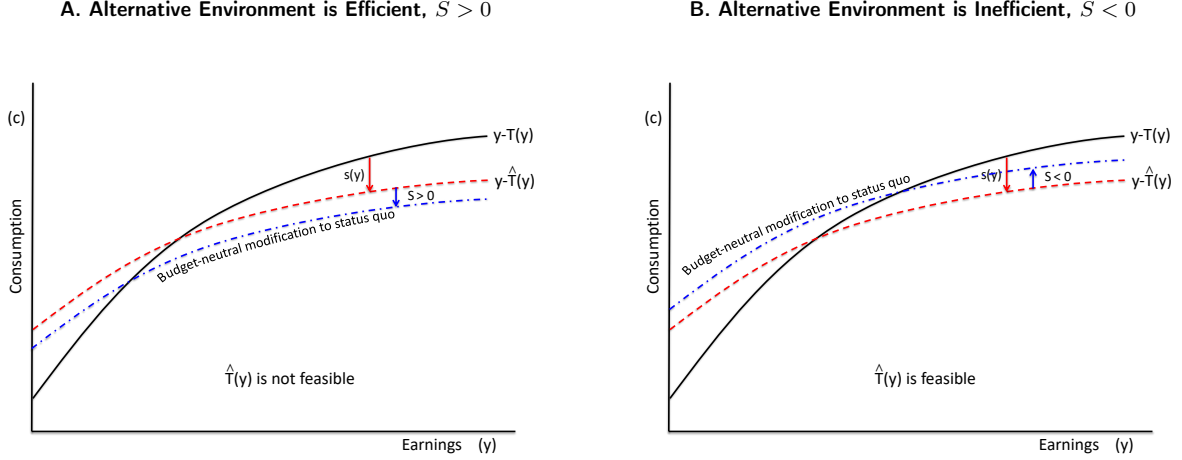 A. Alternative Environment is Efficient, S > 0
(c)
Consumption
y-T(y)
s(y)
y-T̂(y)
S > 0
Budget-neutral modification to status quo
T̂(y) is not feasible
Earnings (y)
B. Alternative Environment is Inefficient, S < 0
(c)
Consumption
y-T(y)
s(y)
S < 0
y-T̂(y)
Budget-neutral modification to status quo
T̂(y) is feasible
Earnings (y)